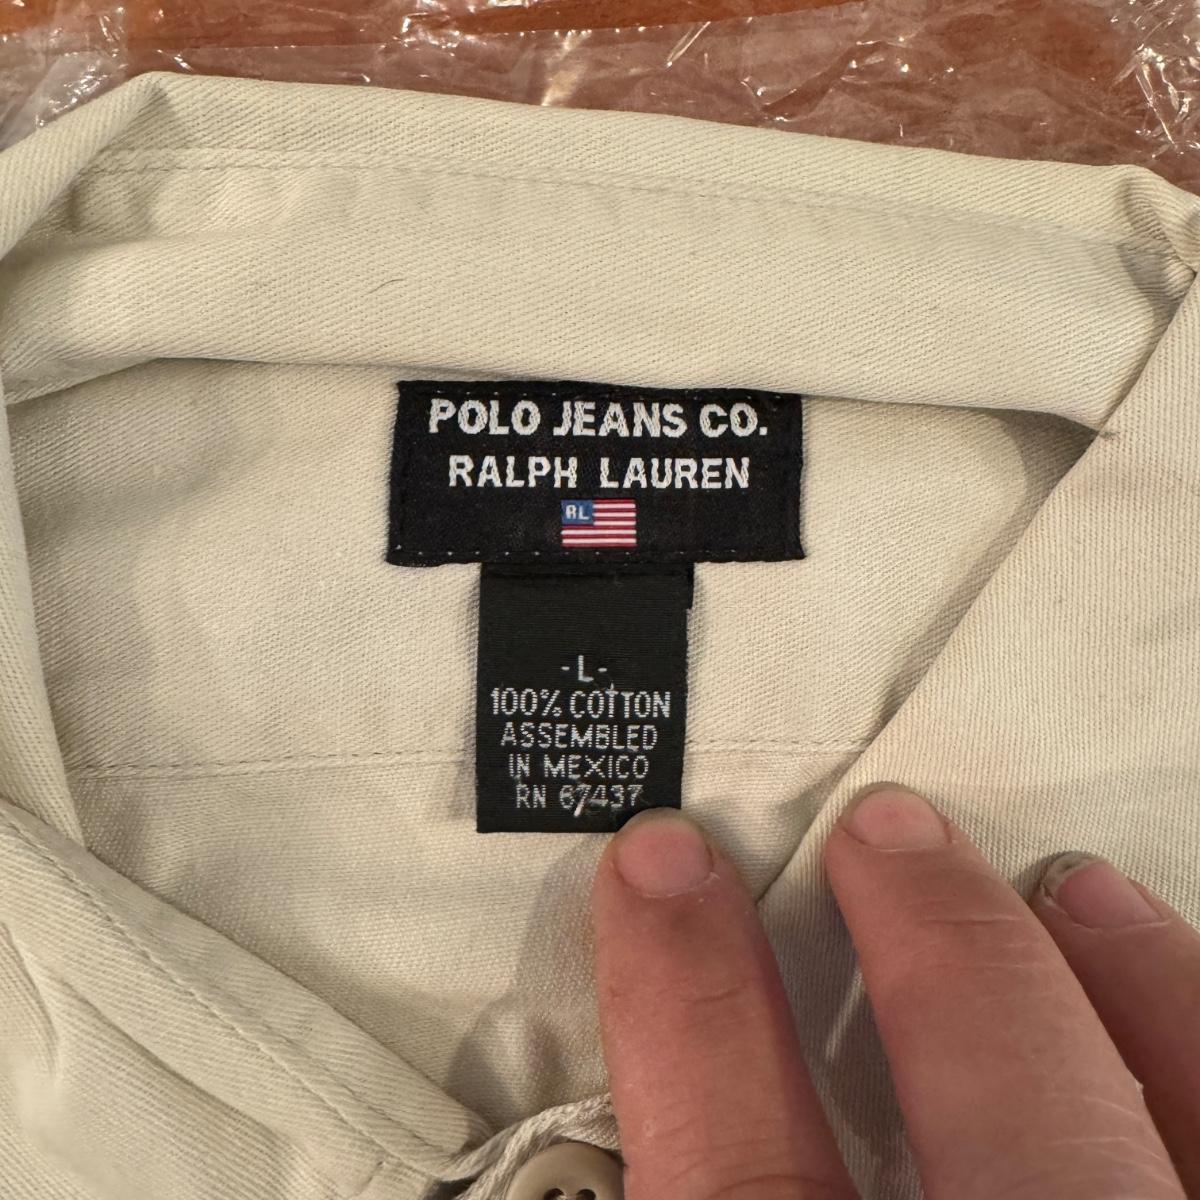 POLO JEANS CO.
RALPH LAUREN
RL
-L-
100% COTTON
ASSEMBLED
IN MEXICO
RN 67437